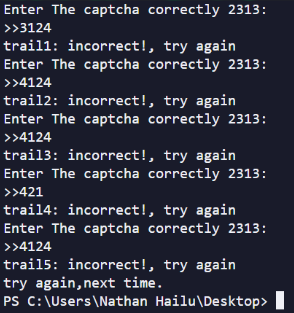 Enter The captcha correctly 2313:
>>3124
trail1: incorrect!, try again
Enter The captcha correctly 2313:
>>4124
trail2: incorrect!, try again
Enter The captcha correctly 2313:
>>4124
trail3: incorrect!, try again
Enter The captcha correctly 2313:
>>421
trail4: incorrect!, try again
Enter The captcha correctly 2313:
>>4124
trail5: incorrect!, try again
try again,next time.
PS C:\Users\Nathan Hailu\Desktop>